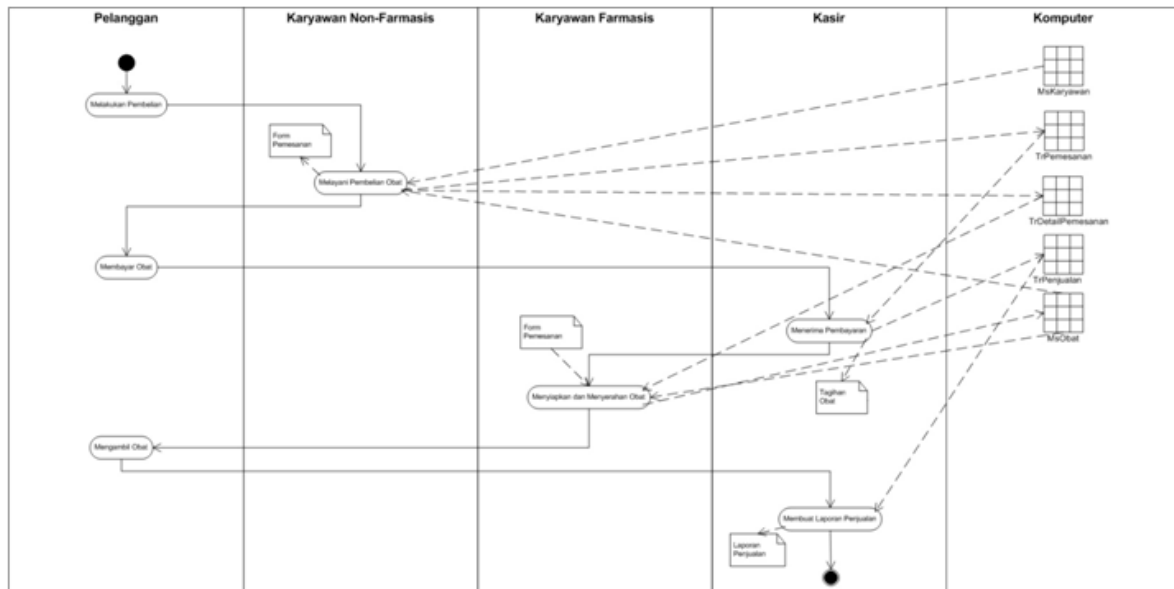 Pelanggan
Karyawan Non-Farmasis
Karyawan Farmasis
Kasir
Komputer
MsKaryawan
Melakukan Pembelian
Form
Pemesanan
TrPemesanan
Melayani Pembelian Obat
TrDetailPemesanan
Membayar Obat
TrPenjualan
Form
Pemesanan
Menerima Pembayaran
MsObat
Menyiapkan dan Menyerahan Obat
Tagihan
Obat
Mengambil Obat
Membuat Laporan Penjualan
Laporan
Penjualan